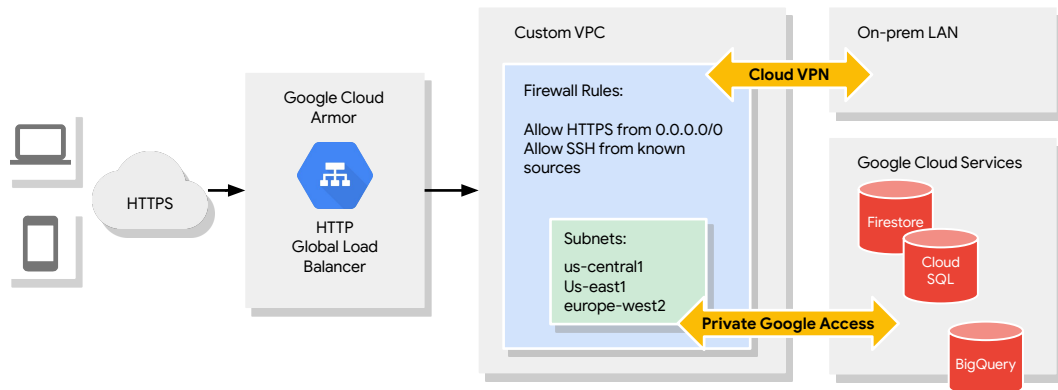 HTTPS
Google Cloud
Armor
HTTP
Global Load
Balancer
Custom VPC
Firewall Rules:
Allow HTTPS from 0.0.0.0/0
Allow SSH from known
sources
Subnets:
us-central1
Us-east1
europe-west2
Cloud VPN
On-prem LAN
Private Google Access
Google Cloud Services
Firestore
Cloud
SQL
BigQuery